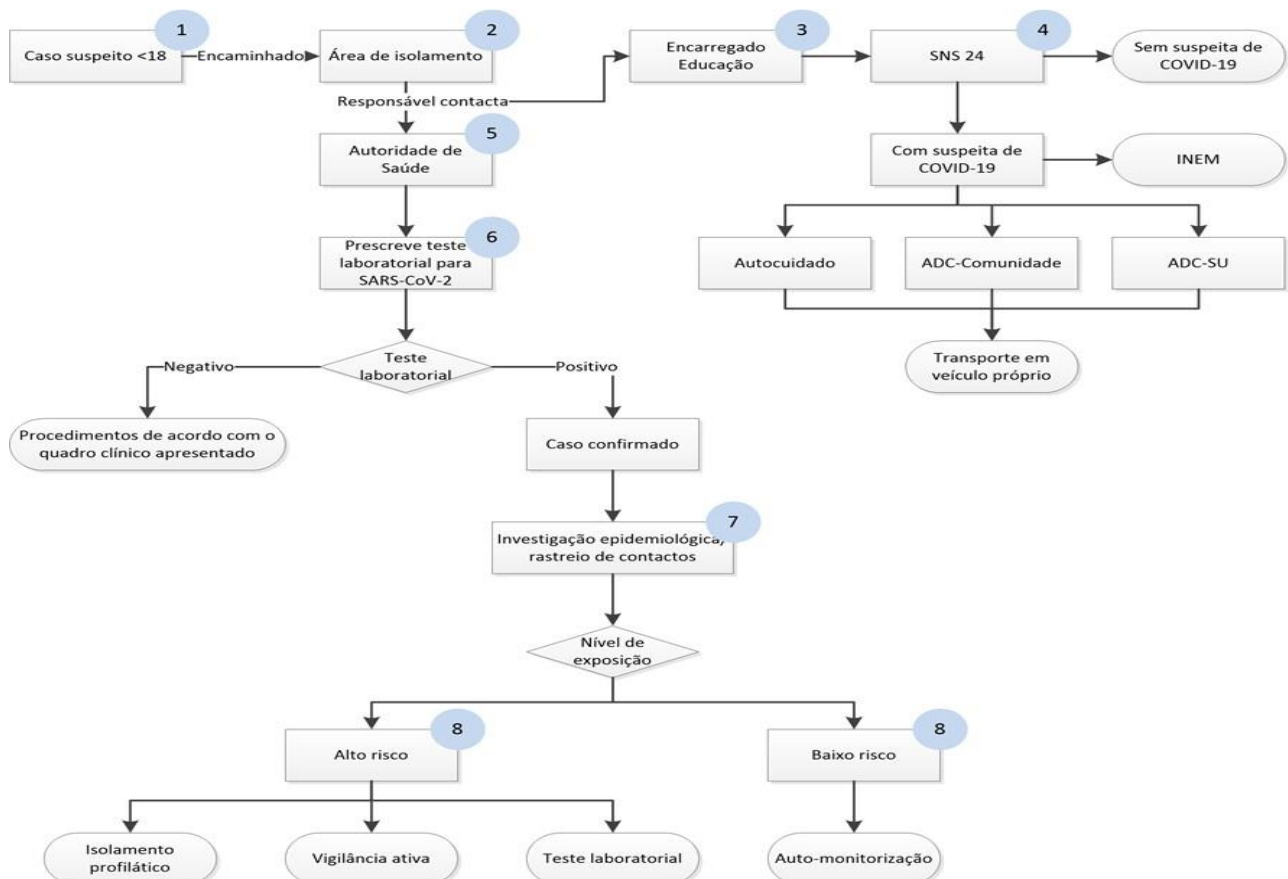 1
Caso suspeito <18
Encaminhado
2
Área de isolamento
3
Encarregado
Educação
4
SNS 24
Sem suspeita de
COVID-19
Responsável contacta
5
Autoridade de
Saúde
Com suspeita de
COVID-19
INEM
6
Prescreve teste
laboratorial para
SARS-CoV-2
Autocuidado
ADC-Comunidade
ADC-SU
Negativo
Teste
laboratorial
Positivo
Transporte em
veículo próprio
Procedimentos de acordo com o
quadro clínico apresentado
Caso confirmado
7
Investigação epidemiológica/
rastreio de contactos
Nível de
exposição
8
Alto risco
8
Baixo risco
Isolamento
profilático
Vigilância ativa
Teste laboratorial
Auto-monitorização